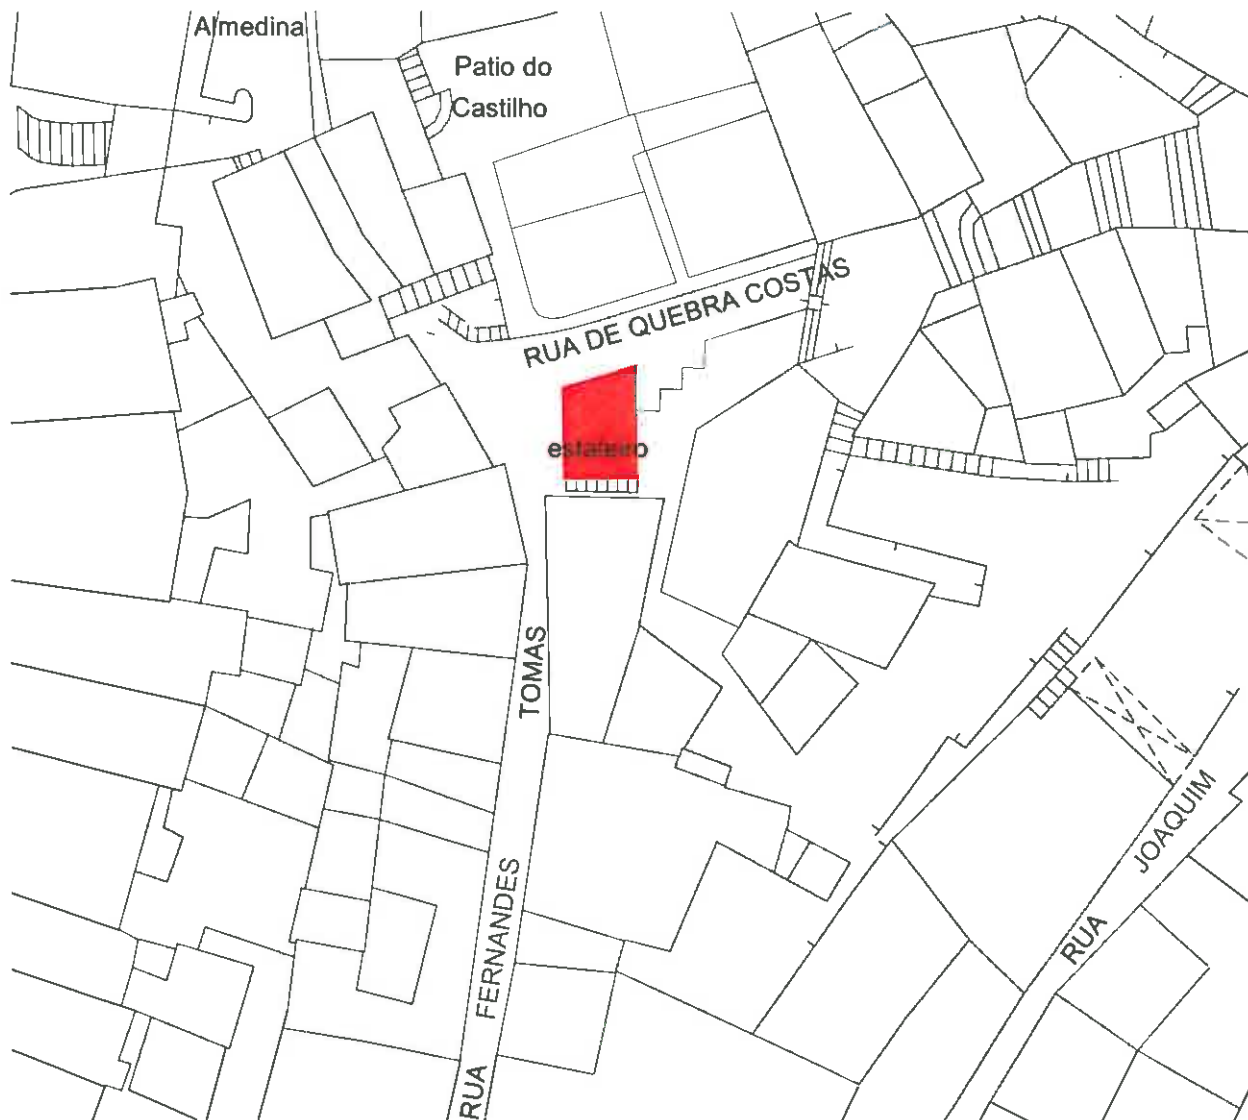 Almedina
Patio do
Castilho
RUA DE QUEBRA COSTAS
estaleiro
TOMAS
FERNANDES
RUA
JOAQUIM
RUA